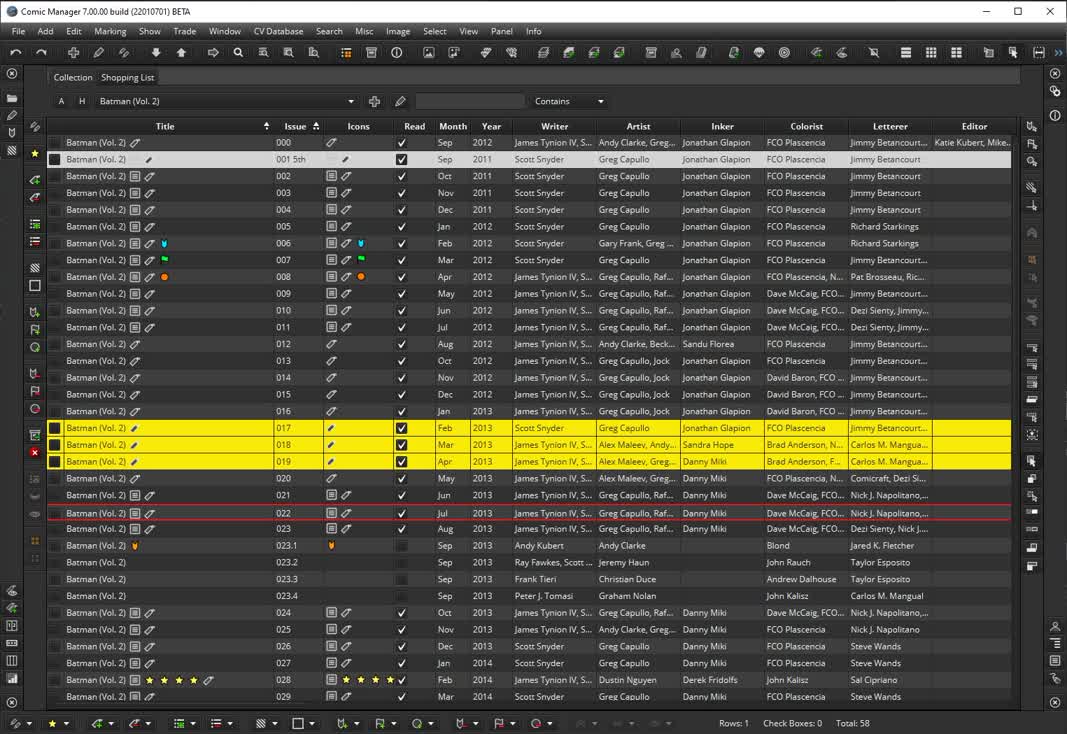 Comic Manager 7.00.00 build (22010701) BETA
File Add Edit Marking Show Trade Window CV Database Search Misc Image Select View Panel Info
Collection Shopping List
A H Batman (Vol. 2) Contains
Title Issue Icons Read Month Year Writer Artist Inker Colorist Letterer Editor
Batman (Vol. 2) 000 Sep 2012 James Tynion IV, S... Andy Clarke, Greg... Jonathan Glapion FCO Plascencia Jimmy Betancourt... Katie Kubert, Mike...
Batman (Vol. 2) 001 5th Sep 2011 Scott Snyder Greg Capullo Jonathan Glapion FCO Plascencia Jimmy Betancourt
Batman (Vol. 2) 002 Oct 2011 Scott Snyder Greg Capullo Jonathan Glapion FCO Plascencia Jimmy Betancourt
Batman (Vol. 2) 003 Nov 2011 Scott Snyder Greg Capullo Jonathan Glapion FCO Plascencia Jimmy Betancourt
Batman (Vol. 2) 004 Dec 2011 Scott Snyder Greg Capullo Jonathan Glapion FCO Plascencia Jimmy Betancourt
Batman (Vol. 2) 005 Jan 2012 Scott Snyder Greg Capullo Jonathan Glapion FCO Plascencia Richard Starkings
Batman (Vol. 2) 006 Feb 2012 Scott Snyder Gary Frank, Greg ... Jonathan Glapion FCO Plascencia Richard Starkings
Batman (Vol. 2) 007 Mar 2012 Scott Snyder Greg Capullo Jonathan Glapion FCO Plascencia Jimmy Betancourt...
Batman (Vol. 2) 008 Apr 2012 James Tynion IV, S... Greg Capullo, Raf... Jonathan Glapion FCO Plascencia, N... Pat Brosseau, Ric...
Batman (Vol. 2) 009 May 2012 James Tynion IV, S... Greg Capullo, Raf... Jonathan Glapion Dave McCaig, FCO... Jimmy Betancourt...
Batman (Vol. 2) 010 Jun 2012 James Tynion IV, S... Greg Capullo, Raf... Jonathan Glapion Dave McCaig, FCO... Dezi Sienty, Jimmy...
Batman (Vol. 2) 011 Jul 2012 James Tynion IV, S... Greg Capullo, Raf... Jonathan Glapion Dave McCaig, FCO... Dezi Sienty, Jimmy...
Batman (Vol. 2) 012 Aug 2012 James Tynion IV, S... Andy Clarke, Beck... Sandu Florea FCO Plascencia Jimmy Betancourt...
Batman (Vol. 2) 013 Oct 2012 James Tynion IV, S... Greg Capullo, Jock Jonathan Glapion FCO Plascencia Jimmy Betancourt...
Batman (Vol. 2) 014 Nov 2012 James Tynion IV, S... Greg Capullo, Jock Jonathan Glapion David Baron, FCO ... Jimmy Betancourt...
Batman (Vol. 2) 015 Dec 2012 James Tynion IV, S... Greg Capullo, Jock Jonathan Glapion David Baron, FCO ... Jimmy Betancourt...
Batman (Vol. 2) 016 Jan 2013 James Tynion IV, S... Greg Capullo, Jock Jonathan Glapion David Baron, FCO ... Jimmy Betancourt...
Batman (Vol. 2) 017 Feb 2013 Scott Snyder Greg Capullo Jonathan Glapion FCO Plascencia Jimmy Betancourt...
Batman (Vol. 2) 018 Mar 2013 James Tynion IV, S... Alex Maleev, Andy... Sandra Hope Brad Anderson, N... Carlos M. Mangua...
Batman (Vol. 2) 019 Apr 2013 James Tynion IV, S... Alex Maleev, Greg... Danny Miki Brad Anderson, F... Carlos M. Mangua...
Batman (Vol. 2) 020 May 2013 James Tynion IV, S... Alex Maleev, Greg... Danny Miki FCO Plascencia Comicraft, Dezi Si...
Batman (Vol. 2) 021 Jun 2013 James Tynion IV, S... Greg Capullo, Raf... Danny Miki Dave McCaig, FCO... Nick J. Napolitano,...
Batman (Vol. 2) 022 Jul 2013 James Tynion IV, S... Greg Capullo, Raf... Danny Miki Dave McCaig, FCO... Nick J. Napolitano,...
Batman (Vol. 2) 023 Aug 2013 James Tynion IV, S... Greg Capullo, Raf... Danny Miki Dave McCaig, FCO... Dezi Sienty, Nick J....
Batman (Vol. 2) 023.1 Sep 2013 Andy Kubert Andy Clarke Blond Jared K. Fletcher
Batman (Vol. 2) 023.2 Sep 2013 Ray Fawkes, Scott ... Jeremy Haun John Rauch Taylor Esposito
Batman (Vol. 2) 023.3 Sep 2013 Frank Tieri Christian Duce Andrew Dalhouse Taylor Esposito
Batman (Vol. 2) 023.4 Sep 2013 Peter J. Tomasi Graham Nolan John Kalisz Carlos M. Mangual
Batman (Vol. 2) 024 Oct 2013 James Tynion IV, S... Greg Capullo, Raf... Danny Miki Dave McCaig, FCO... Nick J. Napolitano,...
Batman (Vol. 2) 025 Nov 2013 James Tynion IV, S... Andy Clarke, Greg... Danny Miki FCO Plascencia Nick J. Napolitano
Batman (Vol. 2) 026 Dec 2013 Scott Snyder Greg Capullo Danny Miki FCO Plascencia Steve Wands
Batman (Vol. 2) 027 Jan 2014 Scott Snyder Greg Capullo Danny Miki FCO Plascencia Steve Wands
Batman (Vol. 2) 028 Feb 2014 James Tynion IV, S... Dustin Nguyen Derek Fridolfs John Kalisz Sal Cipriano
Batman (Vol. 2) 029 Mar 2014 Scott Snyder Greg Capullo Danny Miki FCO Plascencia Steve Wands
Rows: 1 Check Boxes: 0 Total: 58